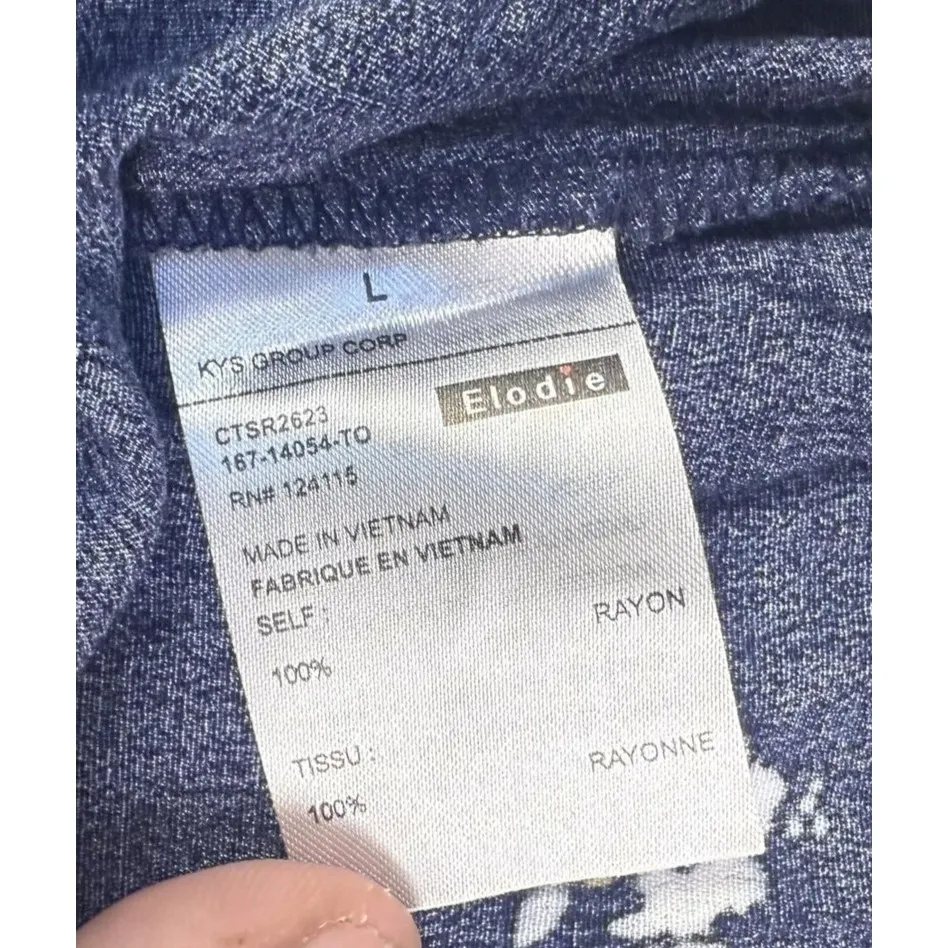 L
KYS GROUP CORP
Elodie
CTSR2623
167-14054-TO
RN# 124115
MADE IN VIETNAM
FABRIQUE EN VIETNAM
SELF : RAYON
100%
TISSU : RAYONNE
100%